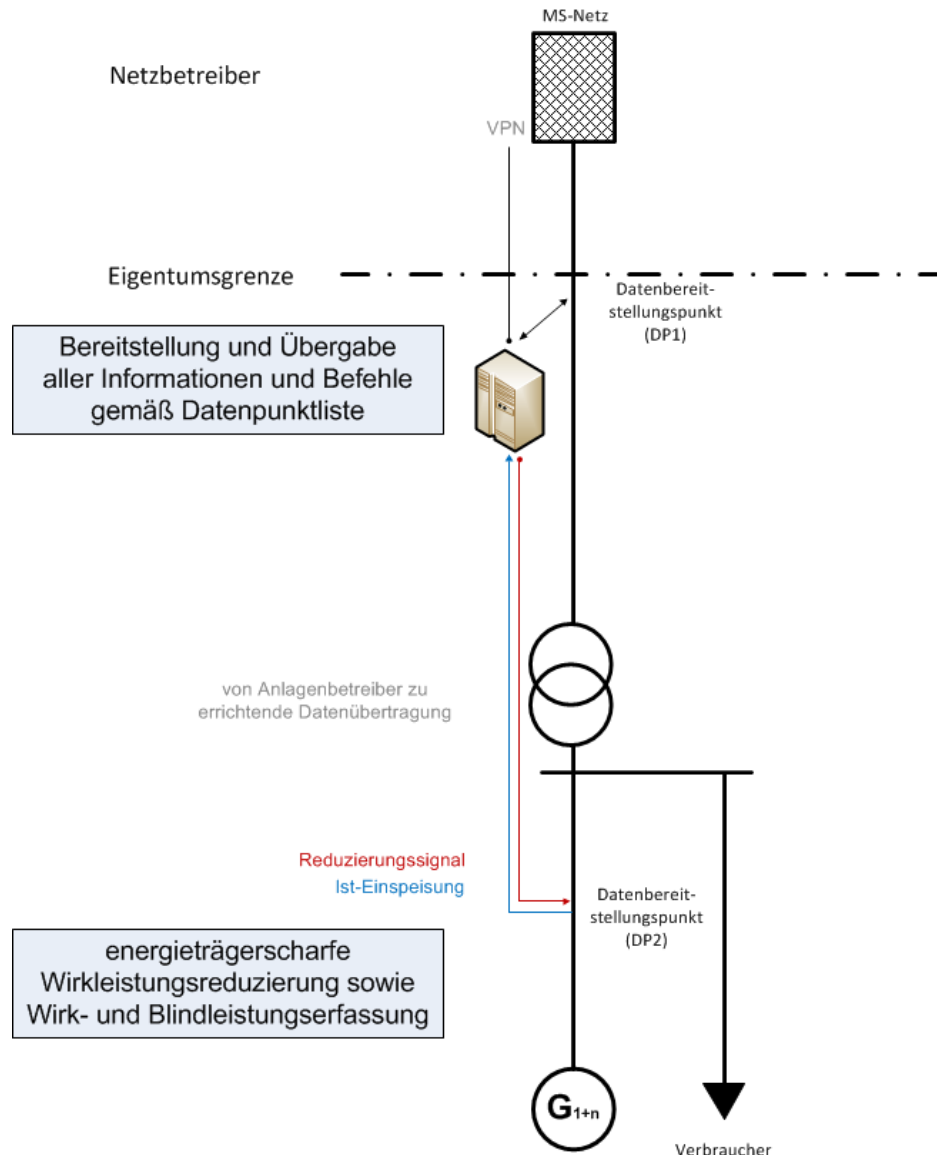 MS-Netz
Netzbetreiber
VPN
Eigentumsgrenze
Datenbereit-
stellungspunkt
(DP1)
Bereitstellung und Übergabe
aller Informationen und Befehle
gemäß Datenpunktliste
von Anlagenbetreiber zu
errichtende Datenübertragung
Reduzierungssignal
Ist-Einspeisung
Datenbereit-
stellungspunkt
(DP2)
energieträgerscharfe
Wirkleistungsreduzierung sowie
Wirk- und Blindleistungserfassung
G1+n
Verbraucher